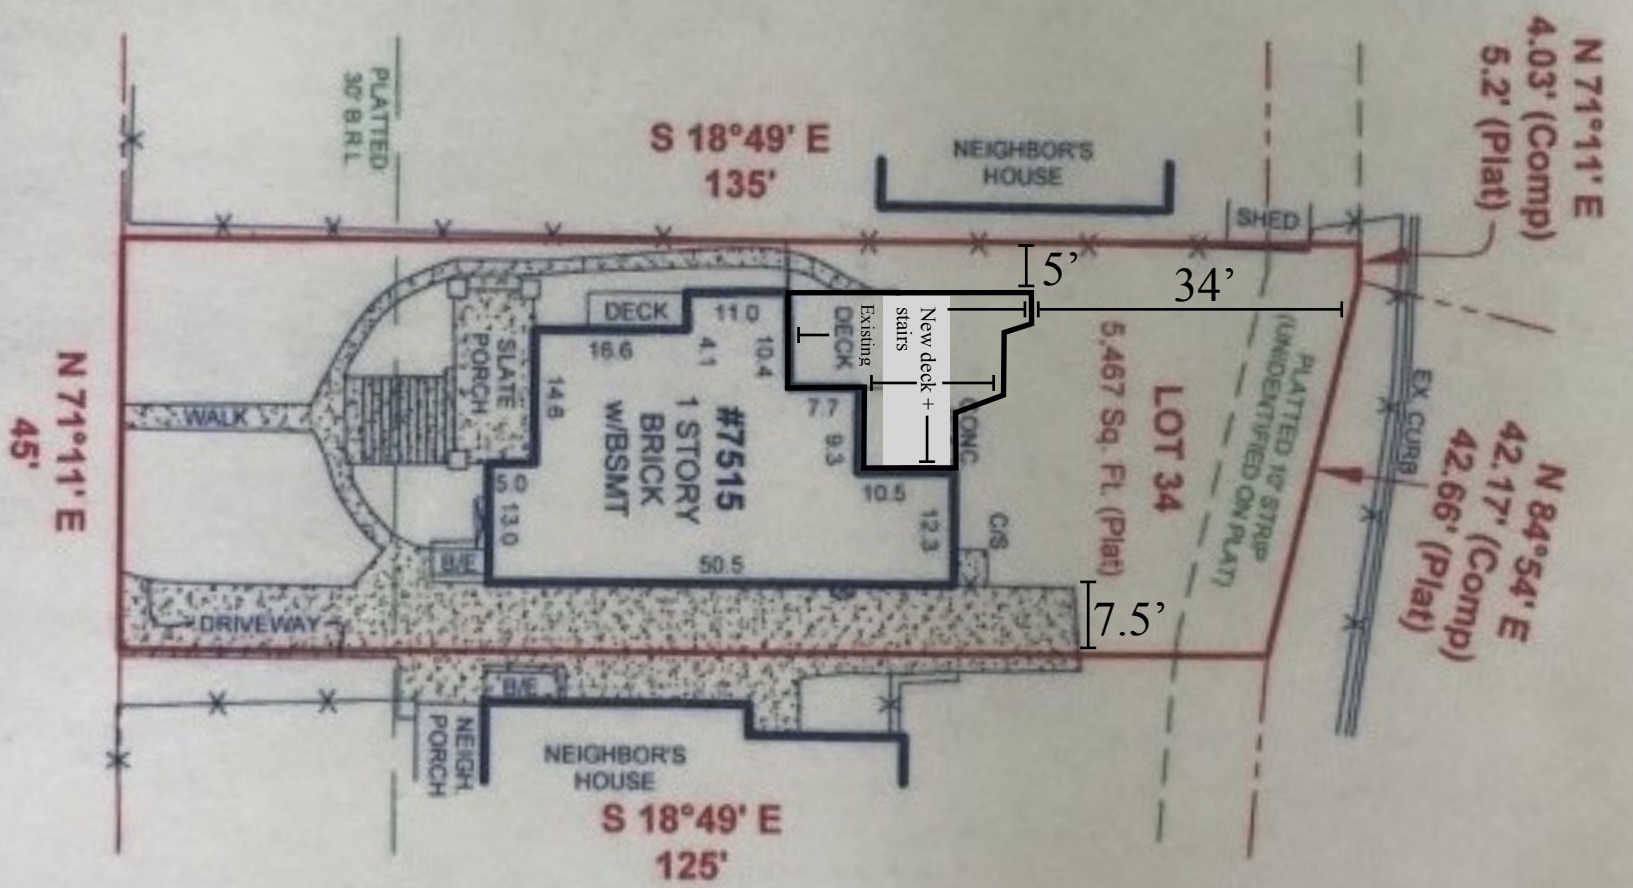 N 71°11' E
4.03' (Comp)
5.2' (Plat)
PLATTED
30' B R L
S 18°49' E
135'
NEIGHBOR'S
HOUSE
SHED
5’
34’
DECK
11.0
16.6
4.1
10.4
DECK
Existing
New deck +
stairs
SLATE
PORCH
14.6
7.7
9.3
CONC
#7515
1 STORY
BRICK
w/BSMT
5.0
13.0
10.5
12.3
50.5
C/S
LOT 34
5,467 Sq. Ft. (Plat)
PLATTED 10' STRIP
(UNIDENTIFIED ON PLAT)
EX CURB
N 84°54' E
42.17' (Comp)
42.66' (Plat)
N 71°11' E
45'
WALK
B/E
DRIVEWAY
7.5’
B/E
NEIGH.
PORCH
NEIGHBOR'S
HOUSE
S 18°49' E
125'